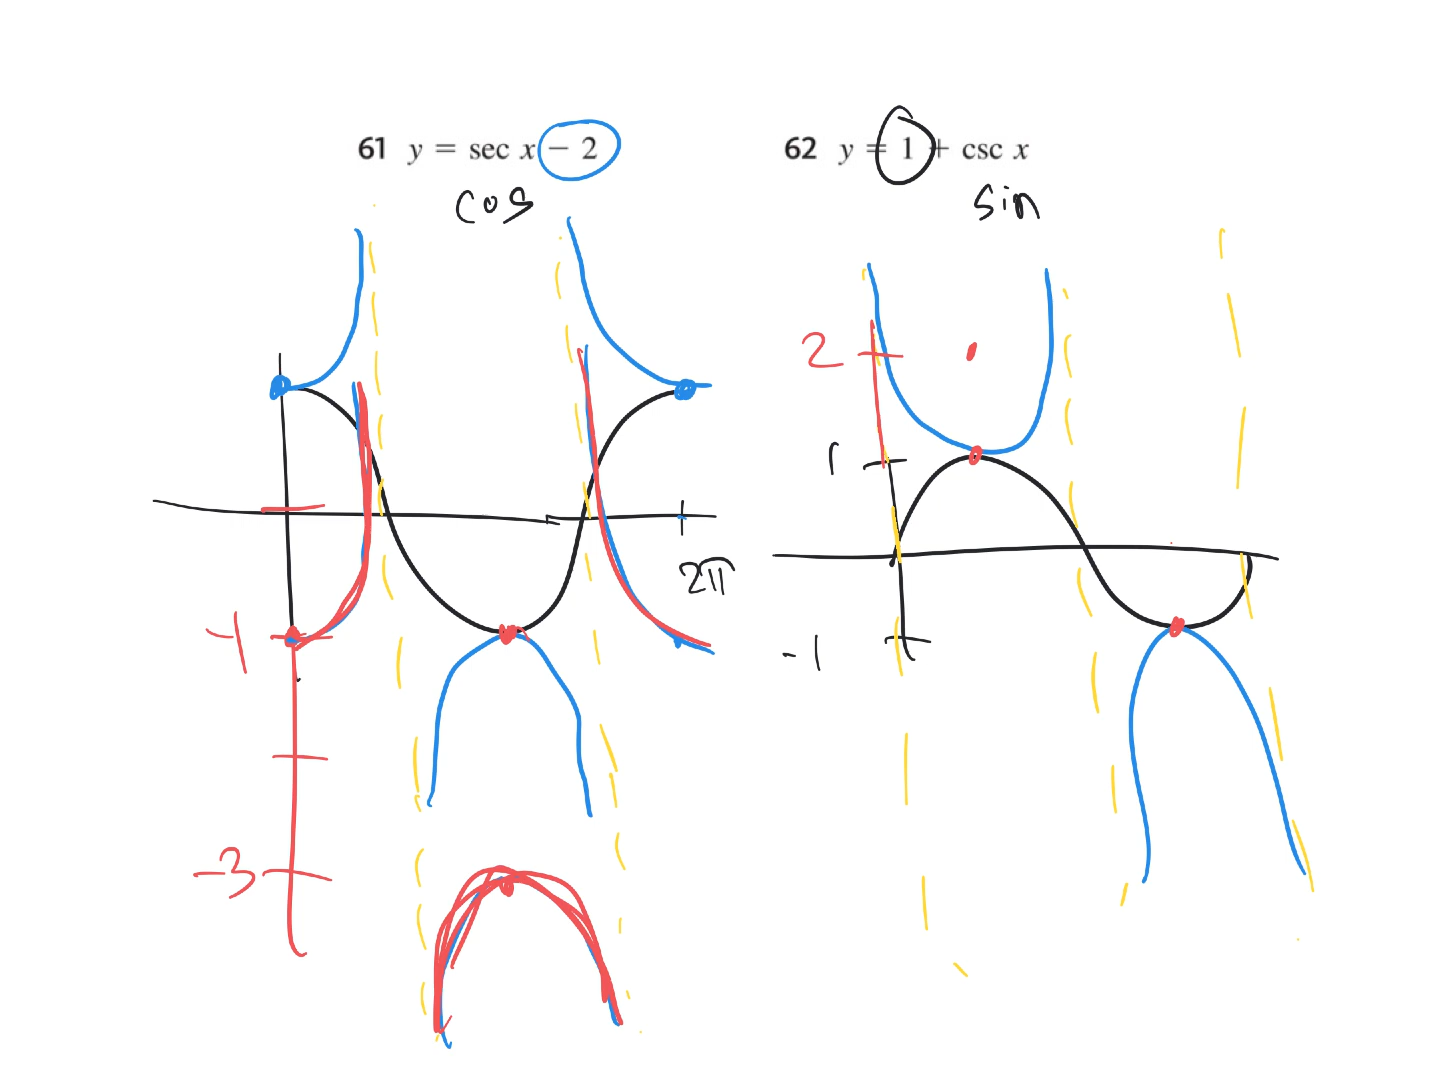 61 y = sec x − 2
cos
2π
-1
-3
62 y = 1 + csc x
sin
2
1
-1